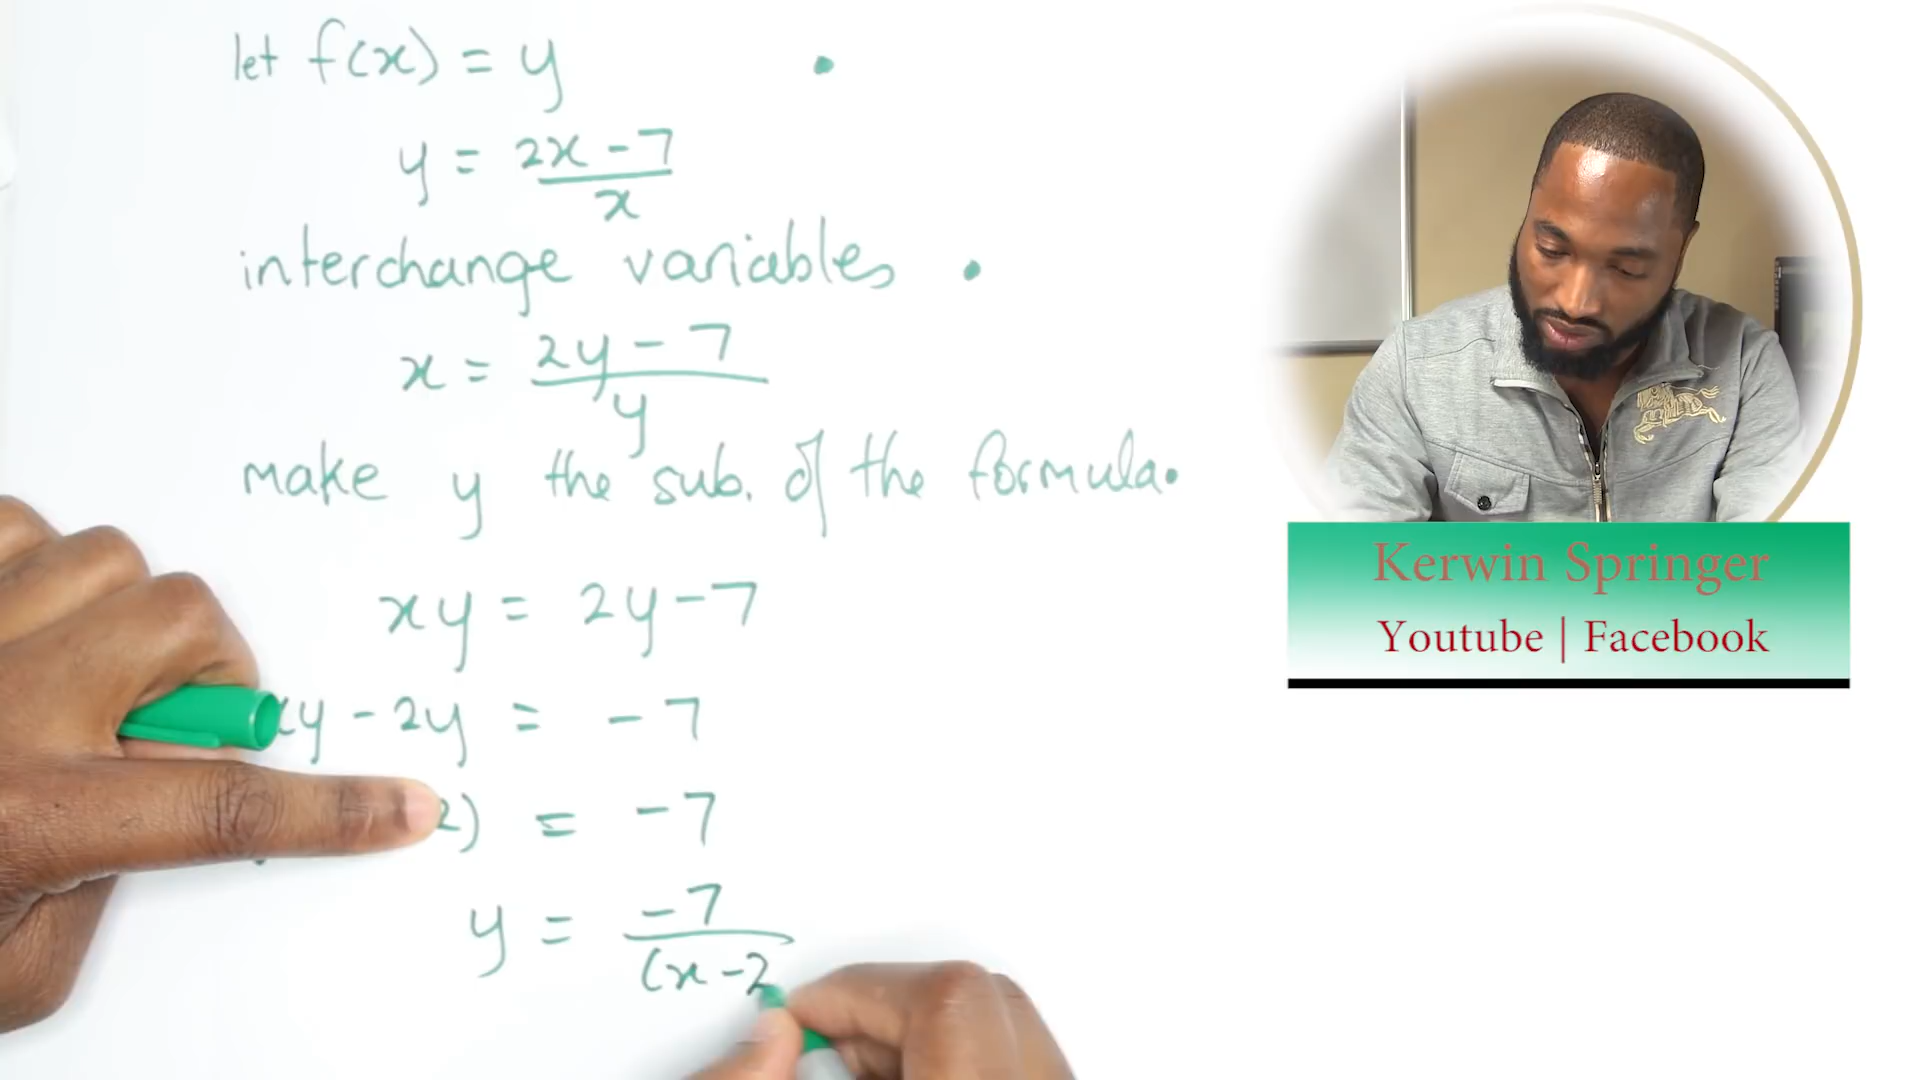 let f(x) = y
y = 2x - 7
x
interchange variables
x = 2y - 7
y
make y the sub. of the formula.
xy = 2y - 7
y - 2y = - 7
2) = - 7
y = - 7
(x - 2
Kerwin Springer
Youtube | Facebook